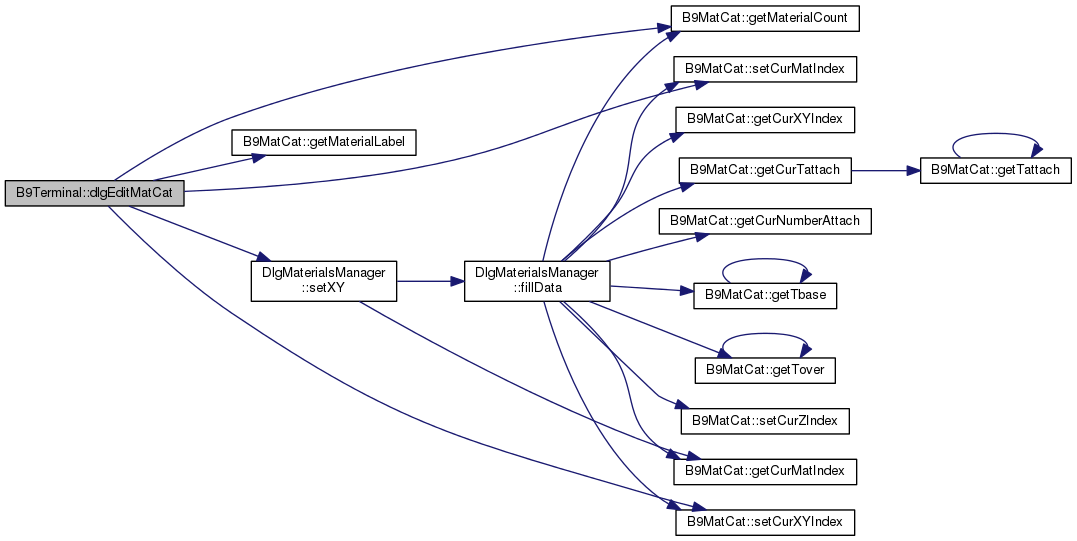 B9MatCat::getMaterialCount
B9MatCat::setCurMatIndex
B9MatCat::getCurXYIndex
B9MatCat::getMaterialLabel
B9MatCat::getCurTattach
B9MatCat::getTattach
B9Terminal::dlgEditMatCat
B9MatCat::getCurNumberAttach
DlgMaterialsManager
::setXY
DlgMaterialsManager
::fillData
B9MatCat::getTbase
B9MatCat::getTover
B9MatCat::setCurZIndex
B9MatCat::getCurMatIndex
B9MatCat::setCurXYIndex